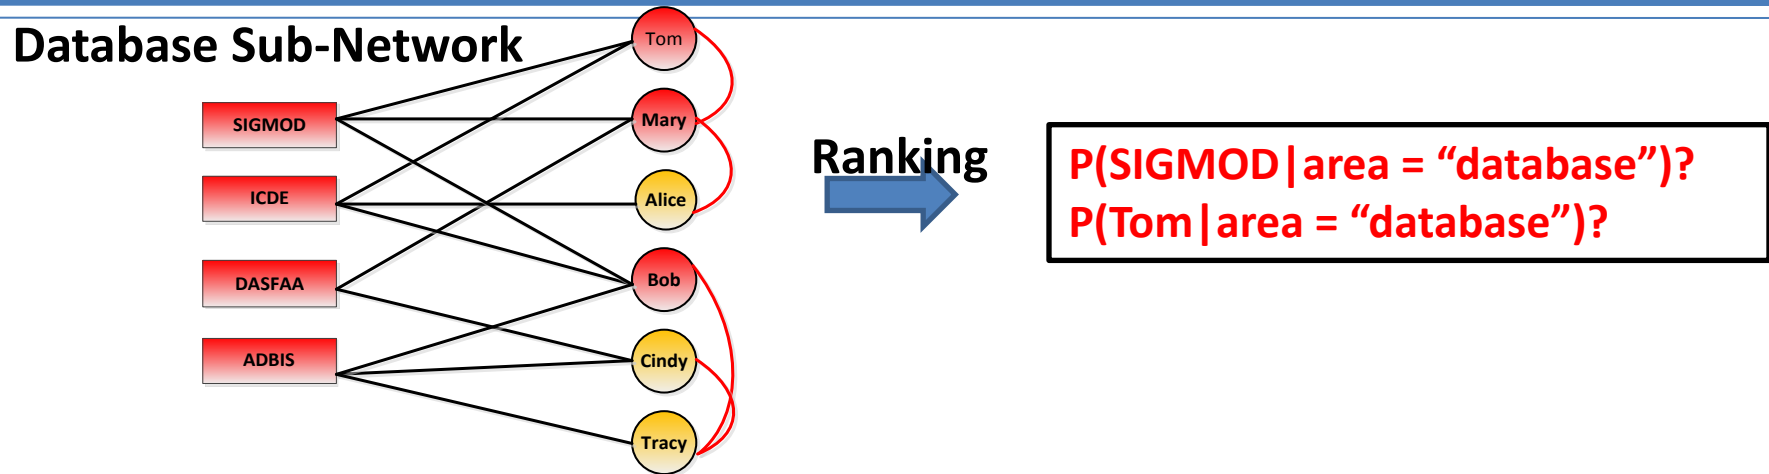 Database Sub-Network
Tom
SIGMOD
Mary
Ranking
P(SIGMOD|area = “database”)?
ICDE
Alice
P(Tom|area = “database”)?
DASFAA
Bob
ADBIS
Cindy
Tracy